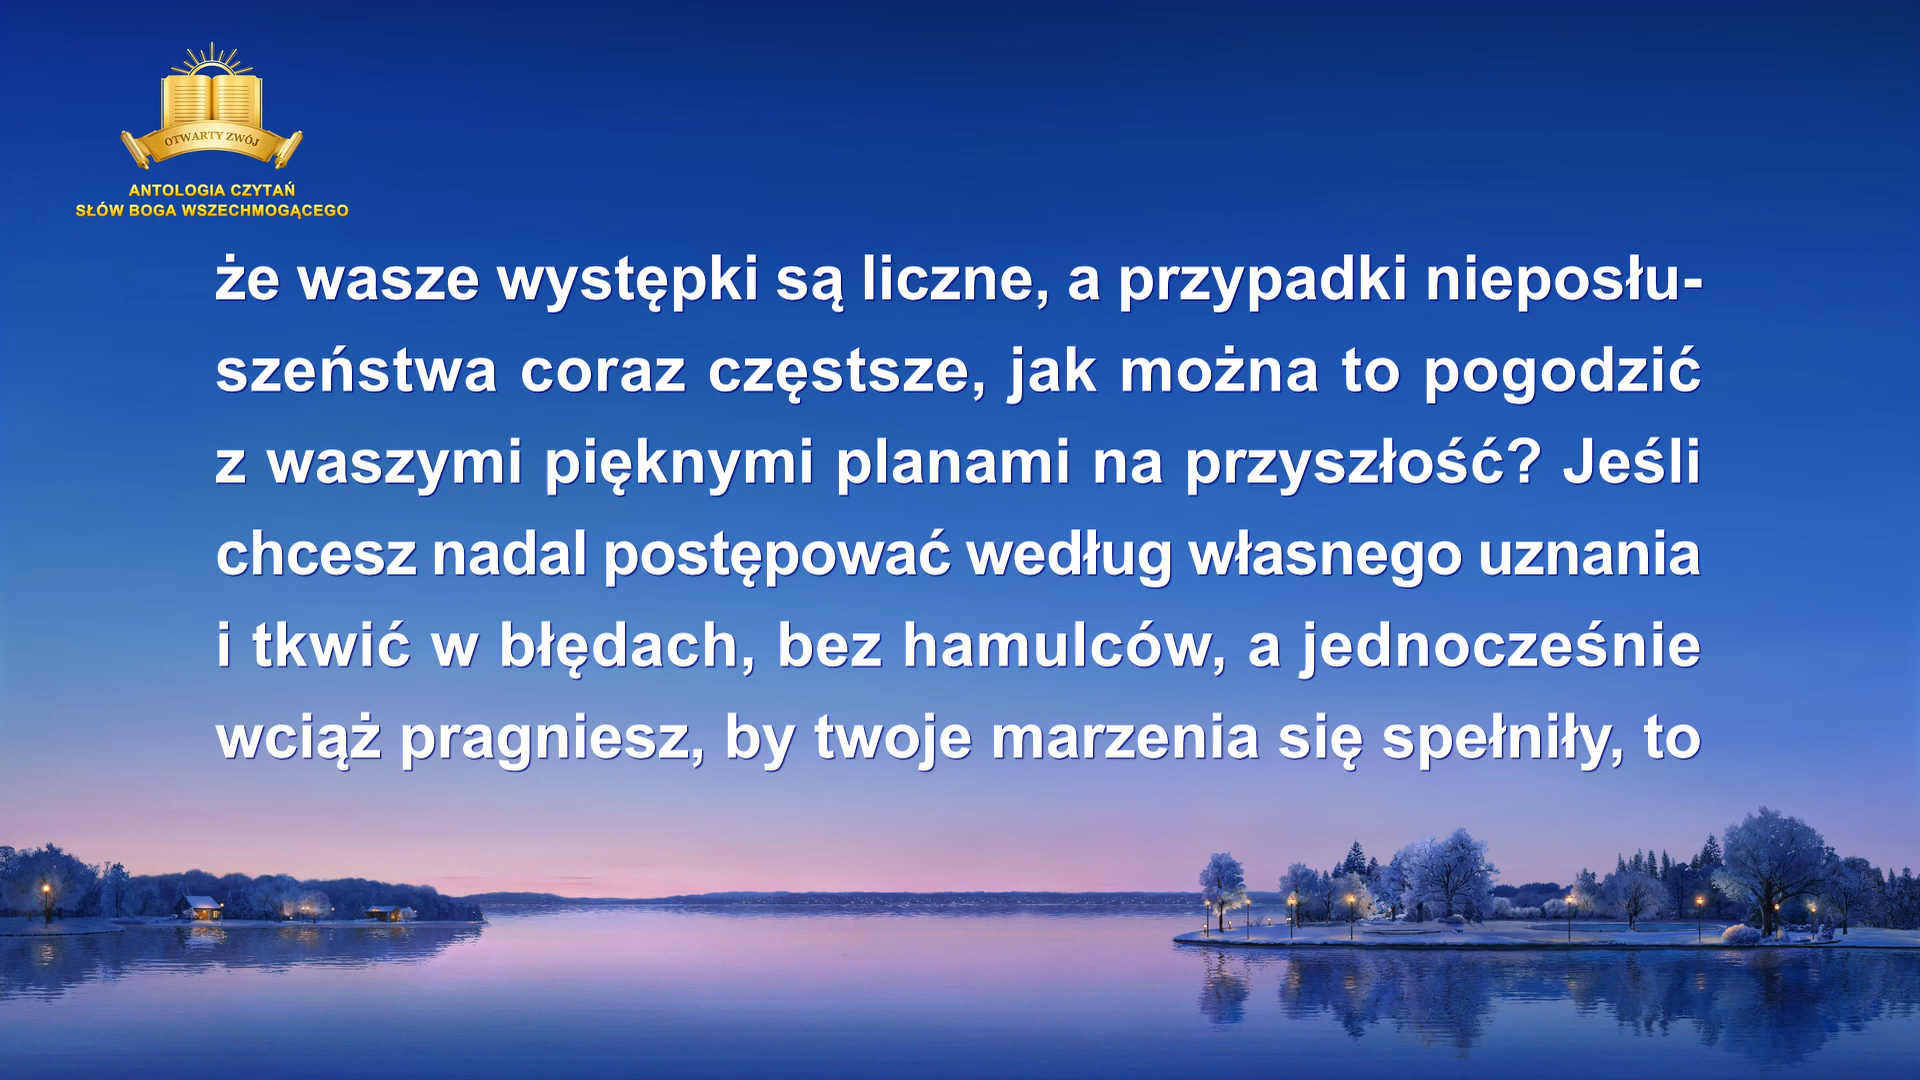 OTWARTY ZWÓJ
ANTOLOGIA CZYTAŃ
SŁÓW BOGA WSZECHMOGĄCEGO
że wasze występki są liczne, a przypadki nieposłu-
szeństwa coraz częstsze, jak można to pogodzić
z waszymi pięknymi planami na przyszłość? Jeśli
chcesz nadal postępować według własnego uznania
i tkwić w błędach, bez hamulców, a jednocześnie
wciąż pragniesz, by twoje marzenia się spełniły, to